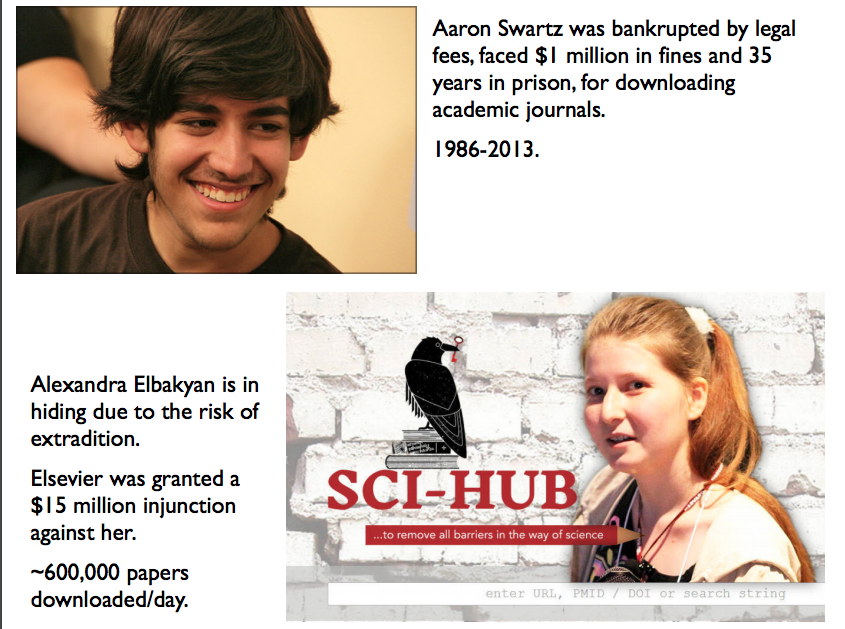 Aaron Swartz was bankrupted by legal
fees, faced $1 million in fines and 35
years in prison, for downloading
academic journals.
1986-2013.
Alexandra Elbakyan is in
hiding due to the risk of
extradition.
Elsevier was granted a
$15 million injunction
against her.
~600,000 papers
downloaded/day.
SCI-HUB
...to remove all barriers in the way of science
enter URL, PMID / DOI or search string